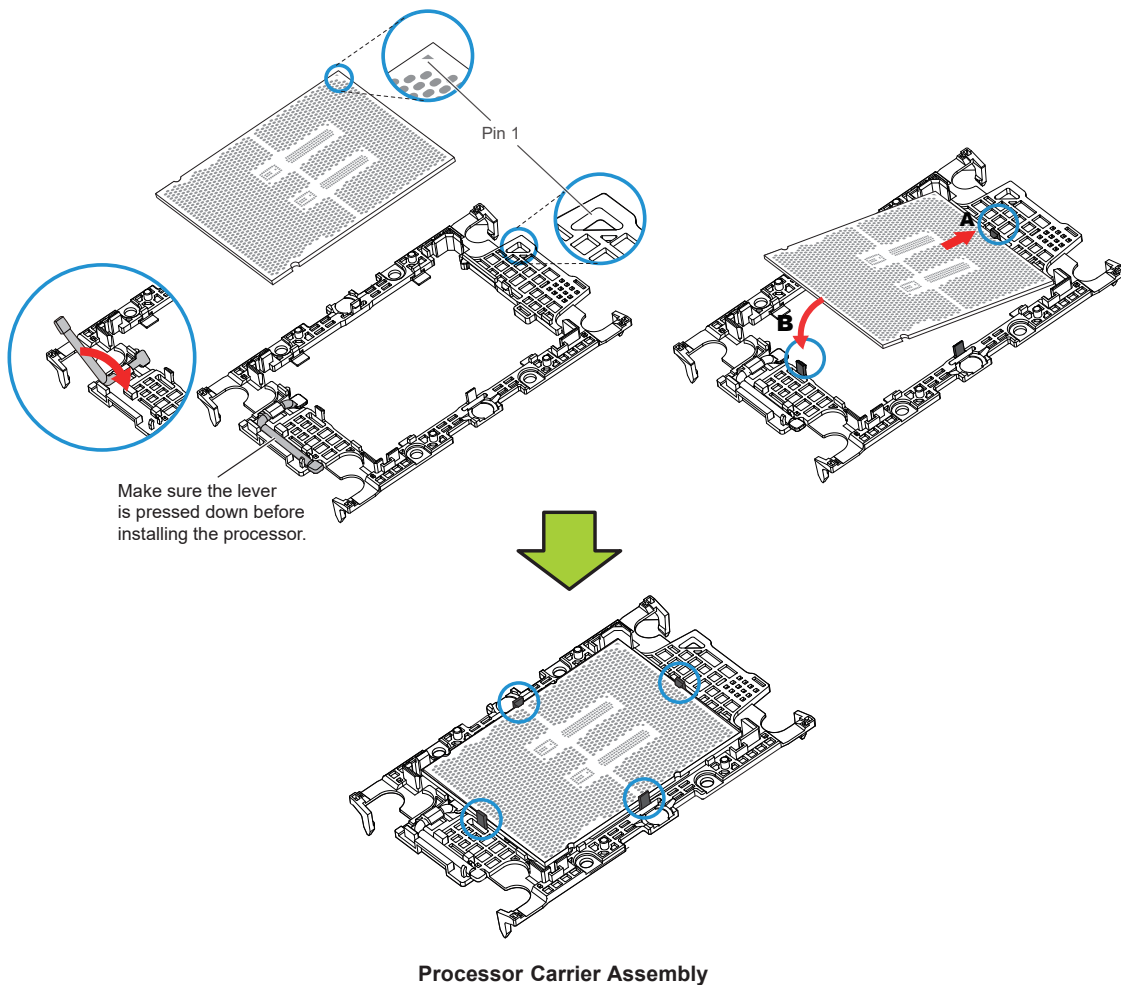 Pin 1
A
B
Make sure the lever
is pressed down before
installing the processor.
Processor Carrier Assembly